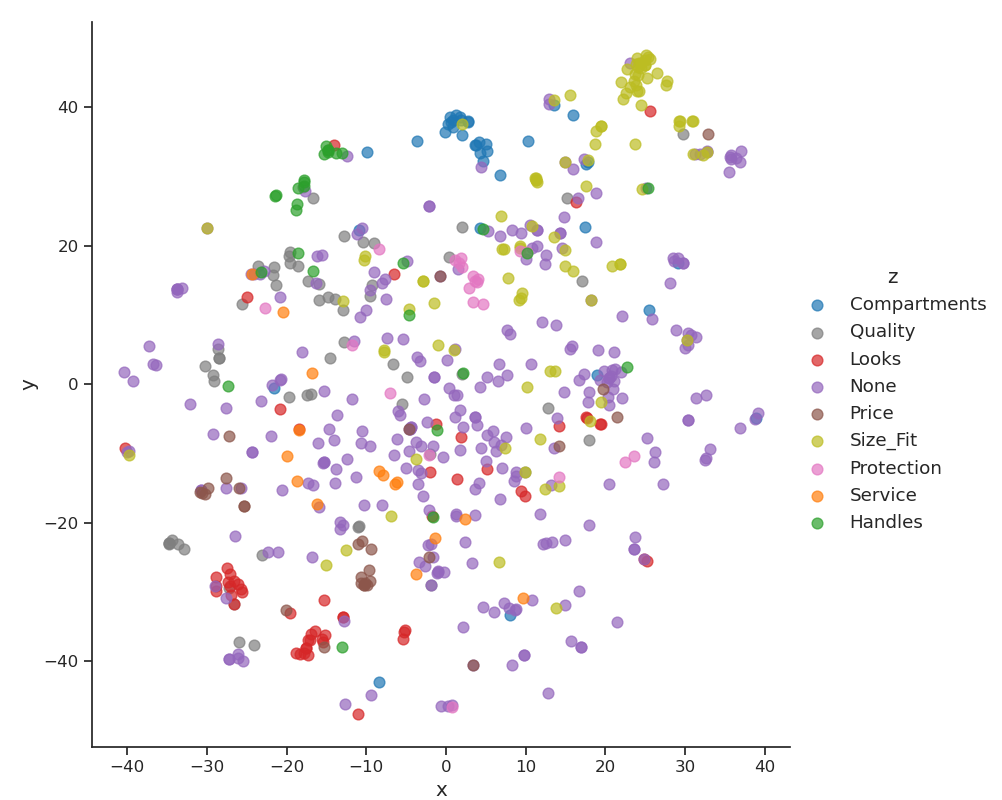 40
20
0
−20
−40
y
−40 −30 −20 −10 0 10 20 30 40
x
z
Compartments
Quality
Looks
None
Price
Size_Fit
Protection
Service
Handles